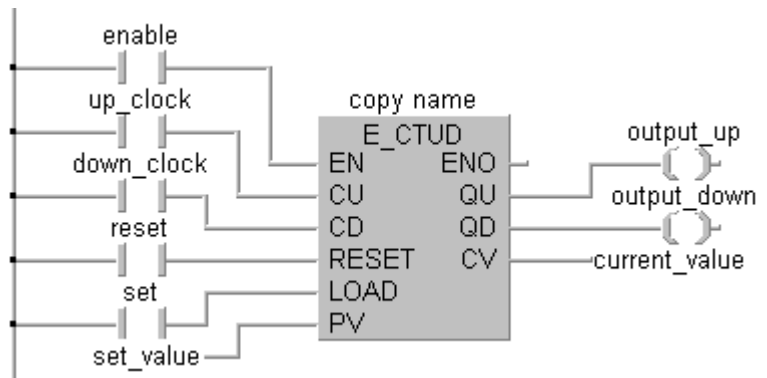 enable
up_clock
copy name
E_CTUD
output_up
down_clock
EN ENO
CU QU
output_down
reset
CD QD
RESET CV
current_value
set
LOAD
PV
set_value